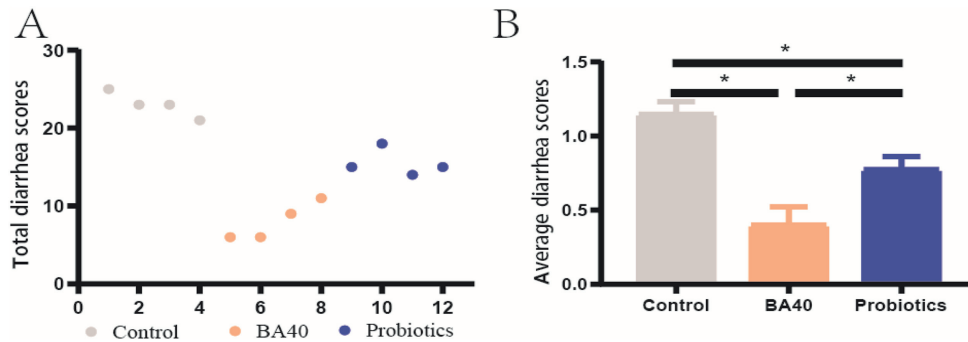 A
Total diarrhea scores
30
20
10
0
0 2 4 6 8 10 12
Control BA40 Probiotics
B
Average diarrhea scores
1.5
1.0
0.5
0.0
*
* *
Control BA40 Probiotics